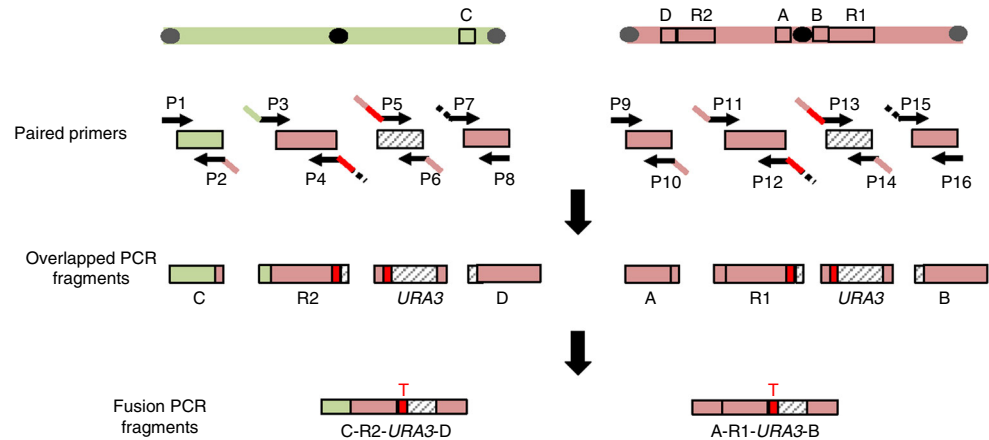 C
D R2 A B R1
P1 P3 P5 P7 P9 P11 P13 P15
Paired primers
P2 P4 P6 P8 P10 P12 P14 P16
Overlapped PCR
fragments
C R2 URA3 D A R1 URA3 B
T T
Fusion PCR
fragments
C-R2-URA3-D A-R1-URA3-B